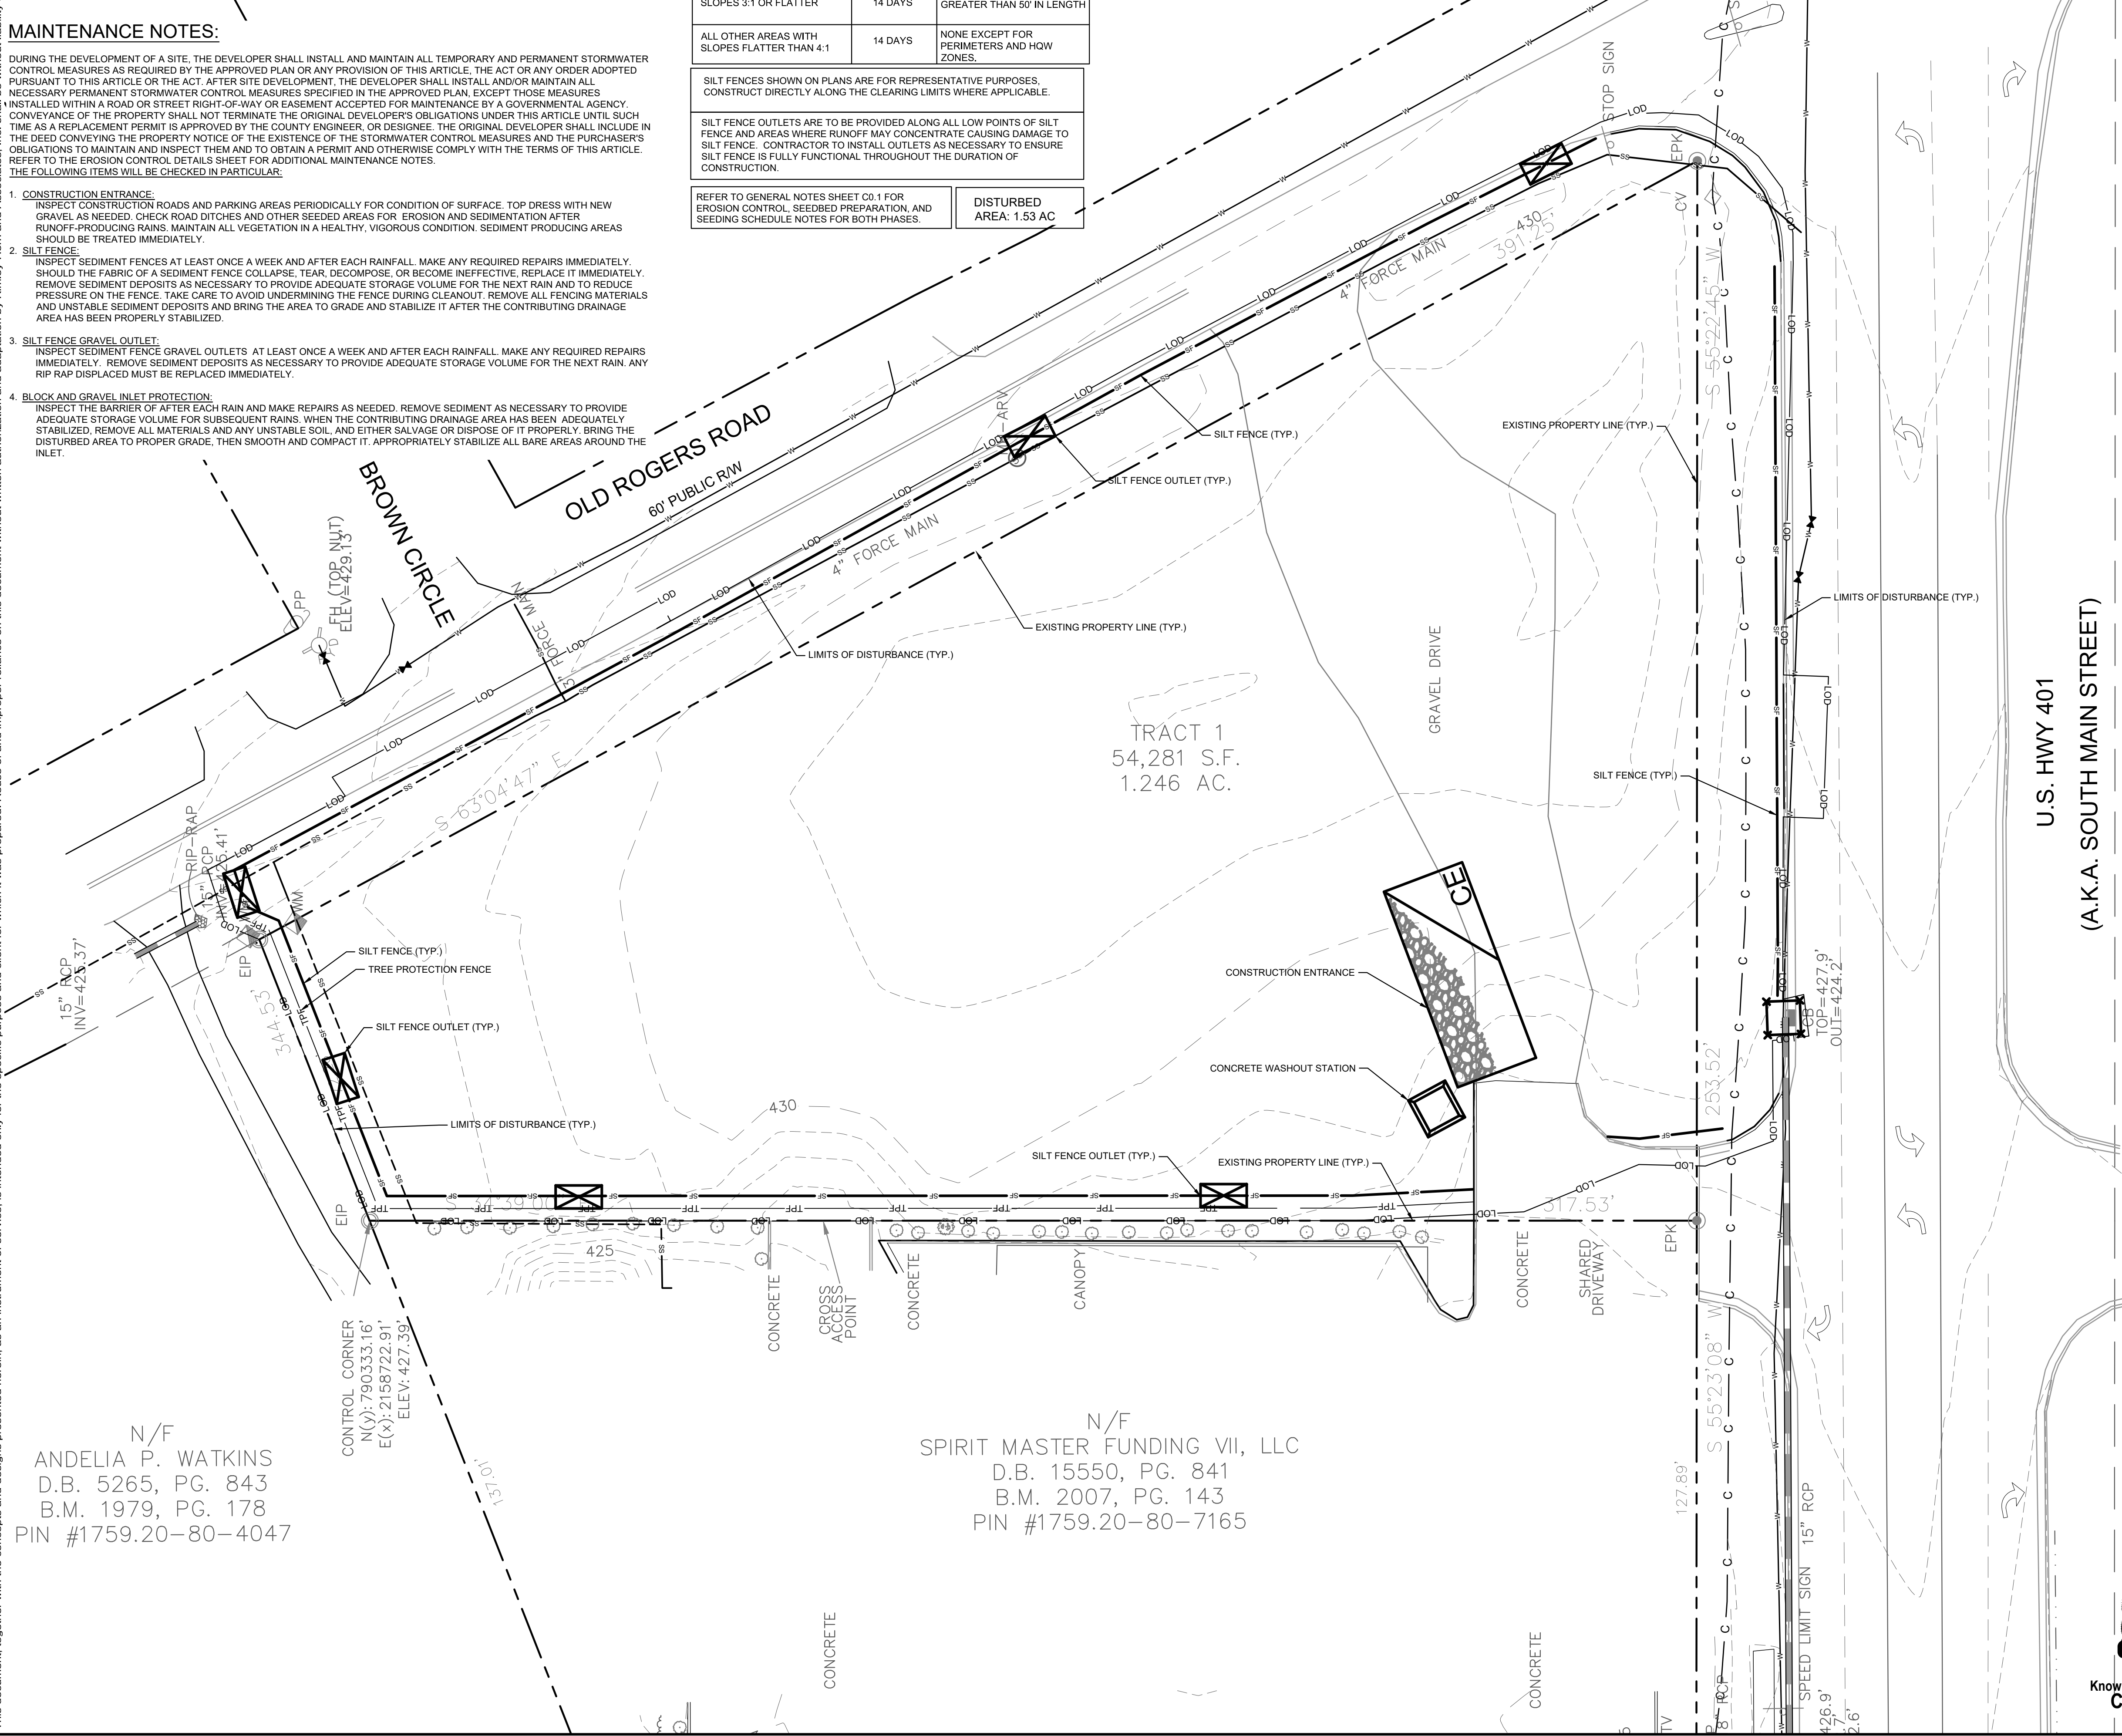 MAINTENANCE NOTES:
DURING THE DEVELOPMENT OF A SITE, THE DEVELOPER SHALL INSTALL AND MAINTAIN ALL TEMPORARY AND PERMANENT STORMWATER
CONTROL MEASURES AS REQUIRED BY THE APPROVED PLAN OR ANY PROVISION OF THIS ARTICLE, THE ACT OR ANY ORDER ADOPTED
PURSUANT TO THIS ARTICLE OR THE ACT. AFTER SITE DEVELOPMENT, THE DEVELOPER SHALL INSTALL AND/OR MAINTAIN ALL
NECESSARY PERMANENT STORMWATER CONTROL MEASURES SPECIFIED IN THE APPROVED PLAN, EXCEPT THOSE MEASURES
INSTALLED WITHIN A ROAD OR STREET RIGHT-OF-WAY OR EASEMENT ACCEPTED FOR MAINTENANCE BY A GOVERNMENTAL AGENCY.
CONVEYANCE OF THE PROPERTY SHALL NOT TERMINATE THE ORIGINAL DEVELOPER'S OBLIGATIONS UNDER THIS ARTICLE UNTIL SUCH
TIME AS A REPLACEMENT PERMIT IS APPROVED BY THE COUNTY ENGINEER, OR DESIGNEE. THE ORIGINAL DEVELOPER SHALL INCLUDE IN
THE DEED CONVEYING THE PROPERTY NOTICE OF THE EXISTENCE OF THE STORMWATER CONTROL MEASURES AND THE PURCHASER'S
OBLIGATIONS TO MAINTAIN AND INSPECT THEM AND TO OBTAIN A PERMIT AND OTHERWISE COMPLY WITH THE TERMS OF THIS ARTICLE.
REFER TO THE EROSION CONTROL DETAILS SHEET FOR ADDITIONAL MAINTENANCE NOTES.
THE FOLLOWING ITEMS WILL BE CHECKED IN PARTICULAR:
1. CONSTRUCTION ENTRANCE:
INSPECT CONSTRUCTION ROADS AND PARKING AREAS PERIODICALLY FOR CONDITION OF SURFACE. TOP DRESS WITH NEW
GRAVEL AS NEEDED. CHECK ROAD DITCHES AND OTHER SEEDED AREAS FOR EROSION AND SEDIMENTATION AFTER
RUNOFF-PRODUCING RAINS. MAINTAIN ALL VEGETATION IN A HEALTHY, VIGOROUS CONDITION. SEDIMENT PRODUCING AREAS
SHOULD BE TREATED IMMEDIATELY.
2. SILT FENCE:
INSPECT SEDIMENT FENCES AT LEAST ONCE A WEEK AND AFTER EACH RAINFALL. MAKE ANY REQUIRED REPAIRS IMMEDIATELY.
SHOULD THE FABRIC OF A SEDIMENT FENCE COLLAPSE, TEAR, DECOMPOSE, OR BECOME INEFFECTIVE, REPLACE IT IMMEDIATELY.
REMOVE SEDIMENT DEPOSITS AS NECESSARY TO PROVIDE ADEQUATE STORAGE VOLUME FOR THE NEXT RAIN AND TO REDUCE
PRESSURE ON THE FENCE. TAKE CARE TO AVOID UNDERMINING THE FENCE DURING CLEANOUT. REMOVE ALL FENCING MATERIALS
AND UNSTABLE SEDIMENT DEPOSITS AND BRING THE AREA TO GRADE AND STABILIZE IT AFTER THE CONTRIBUTING DRAINAGE
AREA HAS BEEN PROPERLY STABILIZED.
3. SILT FENCE GRAVEL OUTLET:
INSPECT SEDIMENT FENCE GRAVEL OUTLETS AT LEAST ONCE A WEEK AND AFTER EACH RAINFALL. MAKE ANY REQUIRED REPAIRS
IMMEDIATELY. REMOVE SEDIMENT DEPOSITS AS NECESSARY TO PROVIDE ADEQUATE STORAGE VOLUME FOR THE NEXT RAIN. ANY
RIP RAP DISPLACED MUST BE REPLACED IMMEDIATELY.
4. BLOCK AND GRAVEL INLET PROTECTION:
INSPECT THE BARRIER OF AFTER EACH RAIN AND MAKE REPAIRS AS NEEDED. REMOVE SEDIMENT AS NECESSARY TO PROVIDE
ADEQUATE STORAGE VOLUME FOR SUBSEQUENT RAINS. WHEN THE CONTRIBUTING DRAINAGE AREA HAS BEEN ADEQUATELY
STABILIZED, REMOVE ALL MATERIALS AND ANY UNSTABLE SOIL, AND EITHER SALVAGE OR DISPOSE OF IT PROPERLY. BRING THE
DISTURBED AREA TO PROPER GRADE, THEN SMOOTH AND COMPACT IT. APPROPRIATELY STABILIZE ALL BARE AREAS AROUND THE
INLET.
SLOPES 3:1 OR FLATTER
14 DAYS
GREATER THAN 50' IN LENGTH
ALL OTHER AREAS WITH
SLOPES FLATTER THAN 4:1
14 DAYS
NONE EXCEPT FOR
PERIMETERS AND HQW
ZONES.
SILT FENCES SHOWN ON PLANS ARE FOR REPRESENTATIVE PURPOSES,
CONSTRUCT DIRECTLY ALONG THE CLEARING LIMITS WHERE APPLICABLE.
SILT FENCE OUTLETS ARE TO BE PROVIDED ALONG ALL LOW POINTS OF SILT
FENCE AND AREAS WHERE RUNOFF MAY CONCENTRATE CAUSING DAMAGE TO
SILT FENCE. CONTRACTOR TO INSTALL OUTLETS AS NECESSARY TO ENSURE
SILT FENCE IS FULLY FUNCTIONAL THROUGHOUT THE DURATION OF
CONSTRUCTION.
REFER TO GENERAL NOTES SHEET C0.1 FOR
EROSION CONTROL, SEEDBED PREPARATION, AND
SEEDING SCHEDULE NOTES FOR BOTH PHASES.
DISTURBED
AREA: 1.53 AC
STOP SIGN
EPK
CV
430
391.25'
4" FORCE MAIN
S 55°22'45" W
EXISTING PROPERTY LINE (TYP.)
SILT FENCE (TYP.)
SILT FENCE OUTLET (TYP.)
OLD ROGERS ROAD
60' PUBLIC R/W
BROWN CIRCLE
PP
FH (TOP NUT)
ELEV=429.13'
4" FORCE MAIN
3" FORCE MAIN
EXISTING PROPERTY LINE (TYP.)
LIMITS OF DISTURBANCE (TYP.)
LIMITS OF DISTURBANCE (TYP.)
GRAVEL DRIVE
TRACT 1
54,281 S.F.
1.246 AC.
SILT FENCE (TYP.)
U.S. HWY 401
(A.K.A. SOUTH MAIN STREET)
S 63°04'47" E
RIP-RAP
15" RCP
INV=425.41'
WM
EIP
15" RCP
INV=425.37'
344.53'
SILT FENCE (TYP.)
TREE PROTECTION FENCE
SILT FENCE OUTLET (TYP.)
LIMITS OF DISTURBANCE (TYP.)
CE
CONSTRUCTION ENTRANCE
CONCRETE WASHOUT STATION
CB
TOP=427.9'
OUT=424.2'
253.52'
430
SILT FENCE OUTLET (TYP.)
EXISTING PROPERTY LINE (TYP.)
317.53'
EIP
425
CONCRETE
CROSS
ACCESS
POINT
CONCRETE
CANOPY
CONCRETE
SHARED
DRIVEWAY
EPK
CONTROL CORNER
N(y): 790333.16'
E(x): 2158722.91'
ELEV: 427.39'
S 55°23'08" W
127.89'
137.01'
N/F
ANDELIA P. WATKINS
D.B. 5265, PG. 843
B.M. 1979, PG. 178
PIN #1759.20-80-4047
N/F
SPIRIT MASTER FUNDING VII, LLC
D.B. 15550, PG. 841
B.M. 2007, PG. 143
PIN #1759.20-80-7165
CONCRETE
CONCRETE
SPEED LIMIT SIGN
15" RCP
Know